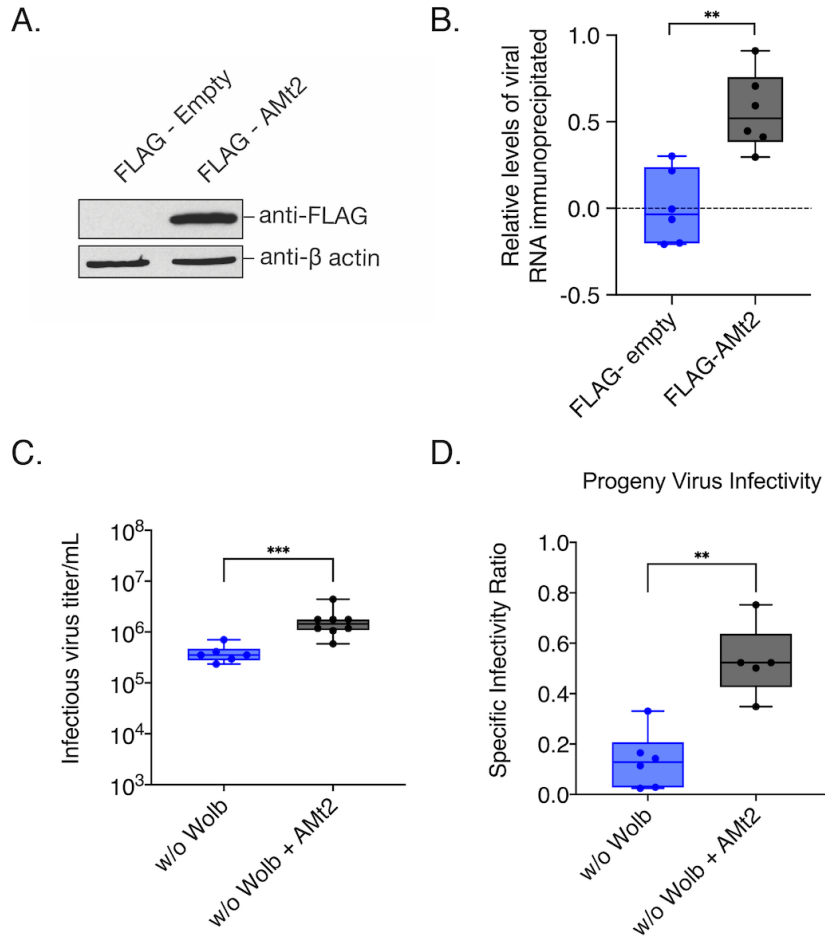 A.
FLAG - Empty
FLAG - AMt2
anti-FLAG
anti-β actin
B.
Relative levels of viral
RNA immunoprecipitated
**
1.0
0.5
0.0
-0.5
FLAG- empty
FLAG-AMt2
C.
Infectious virus titer/mL
***
10⁸
10⁷
10⁶
10⁵
10⁴
10³
w/o Wolb
w/o Wolb + AMt2
D.
Progeny Virus Infectivity
Specific Infectivity Ratio
**
1.0
0.8
0.6
0.4
0.2
0.0
w/o Wolb
w/o Wolb + AMt2